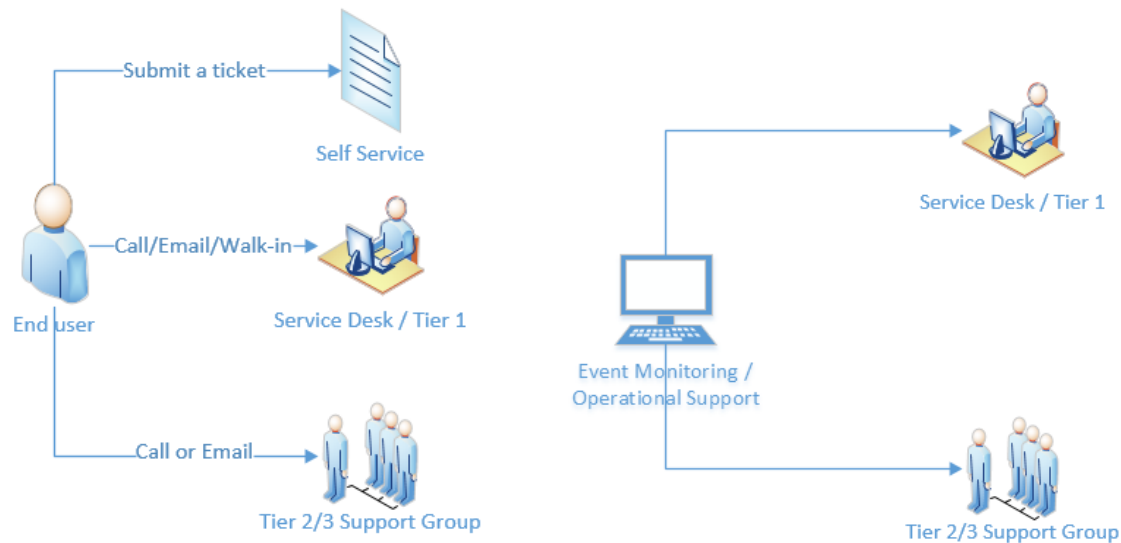 Submit a ticket
Self Service
Call/Email/Walk-in
End user
Service Desk / Tier 1
Call or Email
Tier 2/3 Support Group
Service Desk / Tier 1
Event Monitoring /
Operational Support
Tier 2/3 Support Group